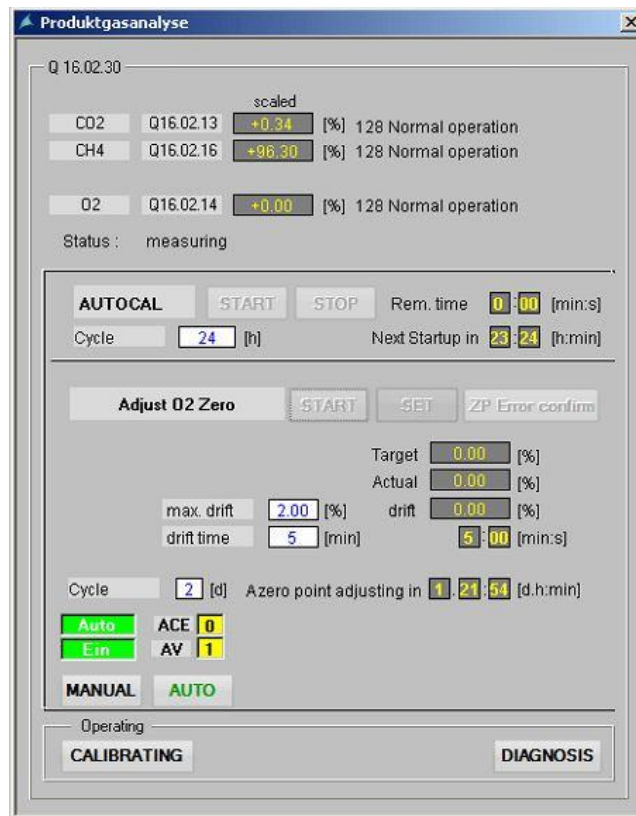 Produktgasanalyse
Q 16.02.30
scaled
CO2 Q16.02.13 +0.34 [%] 128 Normal operation
CH4 Q16.02.16 +96.30 [%] 128 Normal operation
O2 Q16.02.14 +0.00 [%] 128 Normal operation
Status : measuring
AUTOCAL START STOP Rem. time 0 : 00 [min:s]
Cycle 24 [h] Next Startup in 23 : 24 [h:min]
Adjust O2 Zero START SET ZP Error confirm
Target 0.00 [%]
Actual 0.00 [%]
max. drift 2.00 [%] drift 0.00 [%]
drift time 5 [min] 5 : 00 [min:s]
Cycle 2 [d] Azero point adjusting in 1 . 21 : 54 [d.h:min]
Auto ACE 0
Ein AV 1
MANUAL AUTO
Operating
CALIBRATING DIAGNOSIS